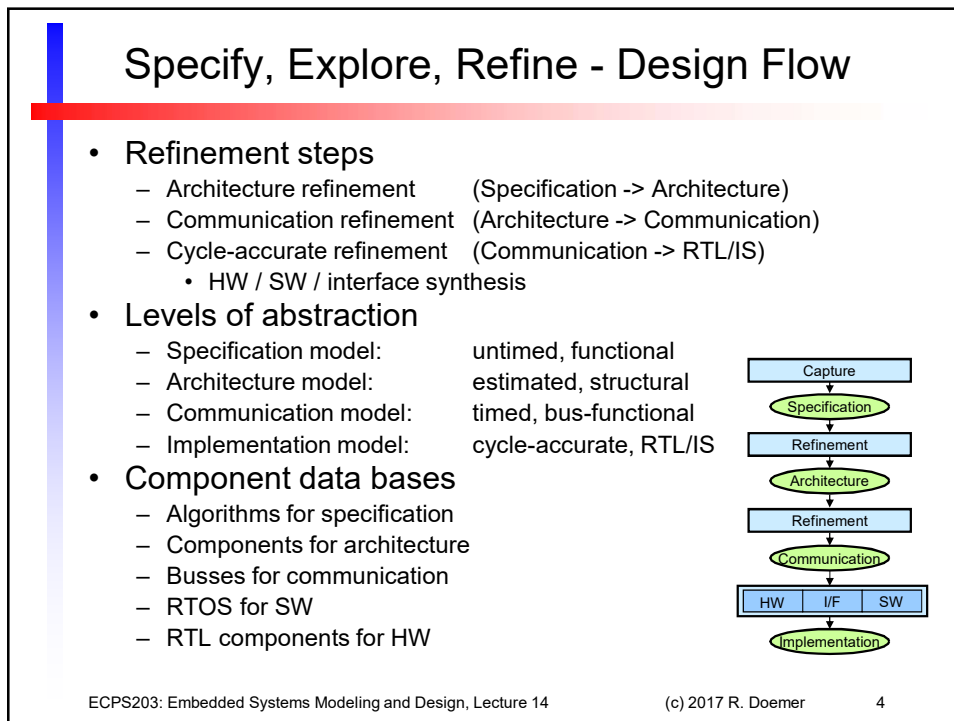 Specify, Explore, Refine - Design Flow
• Refinement steps
– Architecture refinement (Specification -> Architecture)
– Communication refinement (Architecture -> Communication)
– Cycle-accurate refinement (Communication -> RTL/IS)
• HW / SW / interface synthesis
• Levels of abstraction
– Specification model: untimed, functional
– Architecture model: estimated, structural
– Communication model: timed, bus-functional
– Implementation model: cycle-accurate, RTL/IS
• Component data bases
– Algorithms for specification
– Components for architecture
– Busses for communication
– RTOS for SW
– RTL components for HW
Capture
Specification
Refinement
Architecture
Refinement
Communication
HW I/F SW
Implementation
ECPS203: Embedded Systems Modeling and Design, Lecture 14 (c) 2017 R. Doemer 4